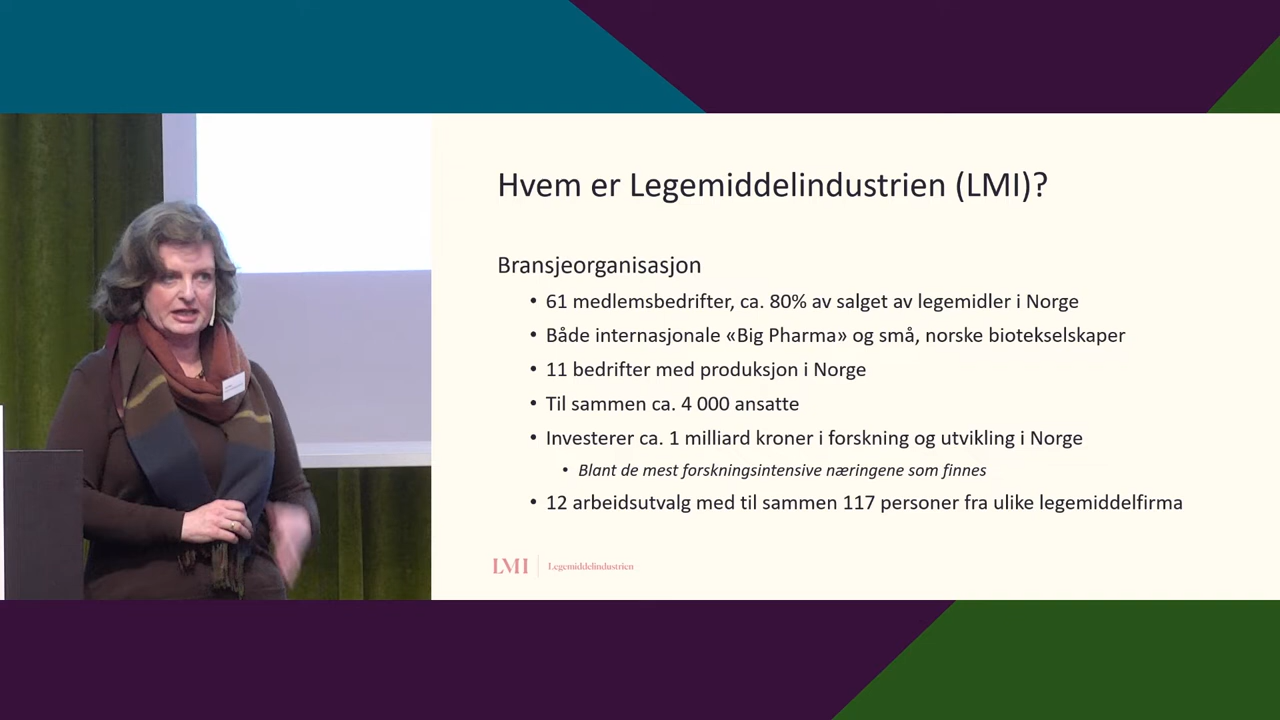 Hvem er Legemiddelindustrien (LMI)?
Bransjeorganisasjon
• 61 medlemsbedrifter, ca. 80% av salget av legemidler i Norge
• Både internasjonale «Big Pharma» og små, norske biotekselskaper
• 11 bedrifter med produksjon i Norge
• Til sammen ca. 4 000 ansatte
• Investerer ca. 1 milliard kroner i forskning og utvikling i Norge
• Blant de mest forskningsintensive næringene som finnes
• 12 arbeidsutvalg med til sammen 117 personer fra ulike legemiddelfirma
LMI Legemiddelindustrien